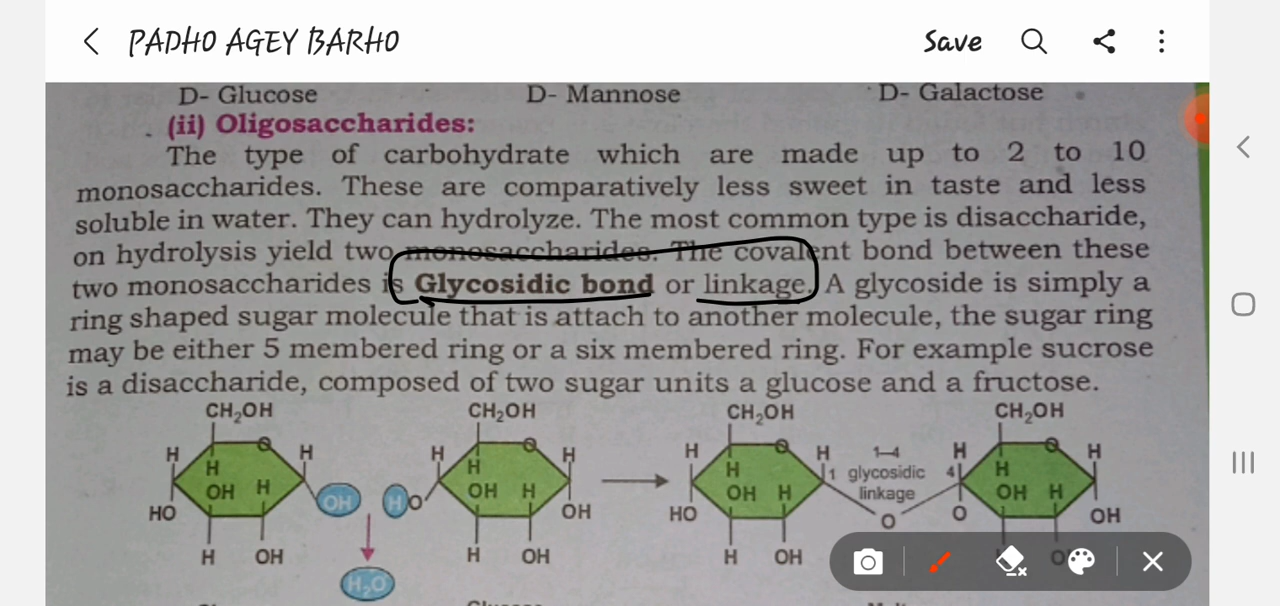 PADHO AGEY BARHO
Save
D- Glucose D- Mannose D- Galactose
(ii) Oligosaccharides:
The type of carbohydrate which are made up to 2 to 10
monosaccharides. These are comparatively less sweet in taste and less
soluble in water. They can hydrolyze. The most common type is disaccharide,
on hydrolysis yield two monosaccharides. The covalent bond between these
two monosaccharides is Glycosidic bond or linkage. A glycoside is simply a
ring shaped sugar molecule that is attach to another molecule, the sugar ring
may be either 5 membered ring or a six membered ring. For example sucrose
is a disaccharide, composed of two sugar units a glucose and a fructose.
CH₂OH CH₂OH CH₂OH CH₂OH
O O O O
H H H H H H 1–4 H H
H H H 1 glycosidic 4 H
OH H OH H OH H linkage OH H
OH H O
HO OH HO O O OH
H OH H OH H OH
H₂O